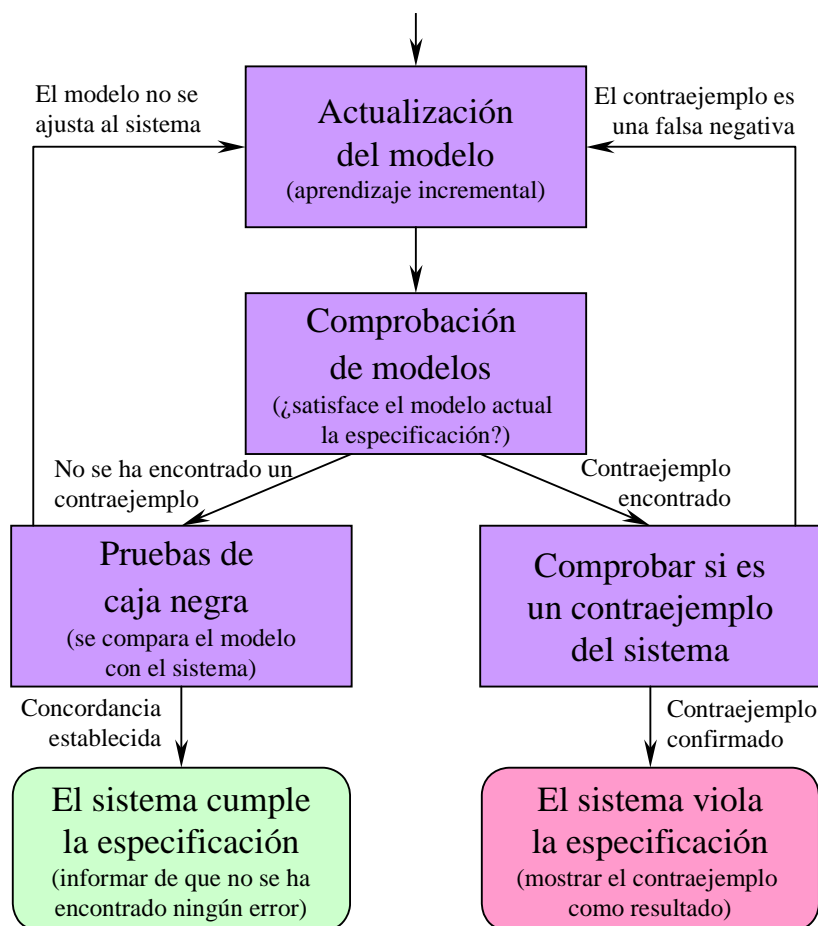 El modelo no se
ajusta al sistema
Actualización
del modelo
(aprendizaje incremental)
El contraejemplo es
una falsa negativa
Comprobación
de modelos
(¿satisface el modelo actual
la especificación?)
No se ha encontrado un
contraejemplo
Contraejemplo
encontrado
Pruebas de
caja negra
(se compara el modelo
con el sistema)
Comprobar si es
un contraejemplo
del sistema
Concordancia
establecida
Contraejemplo
confirmado
El sistema cumple
la especificación
(informar de que no se ha
encontrado ningún error)
El sistema viola
la especificación
(mostrar el contraejemplo
como resultado)